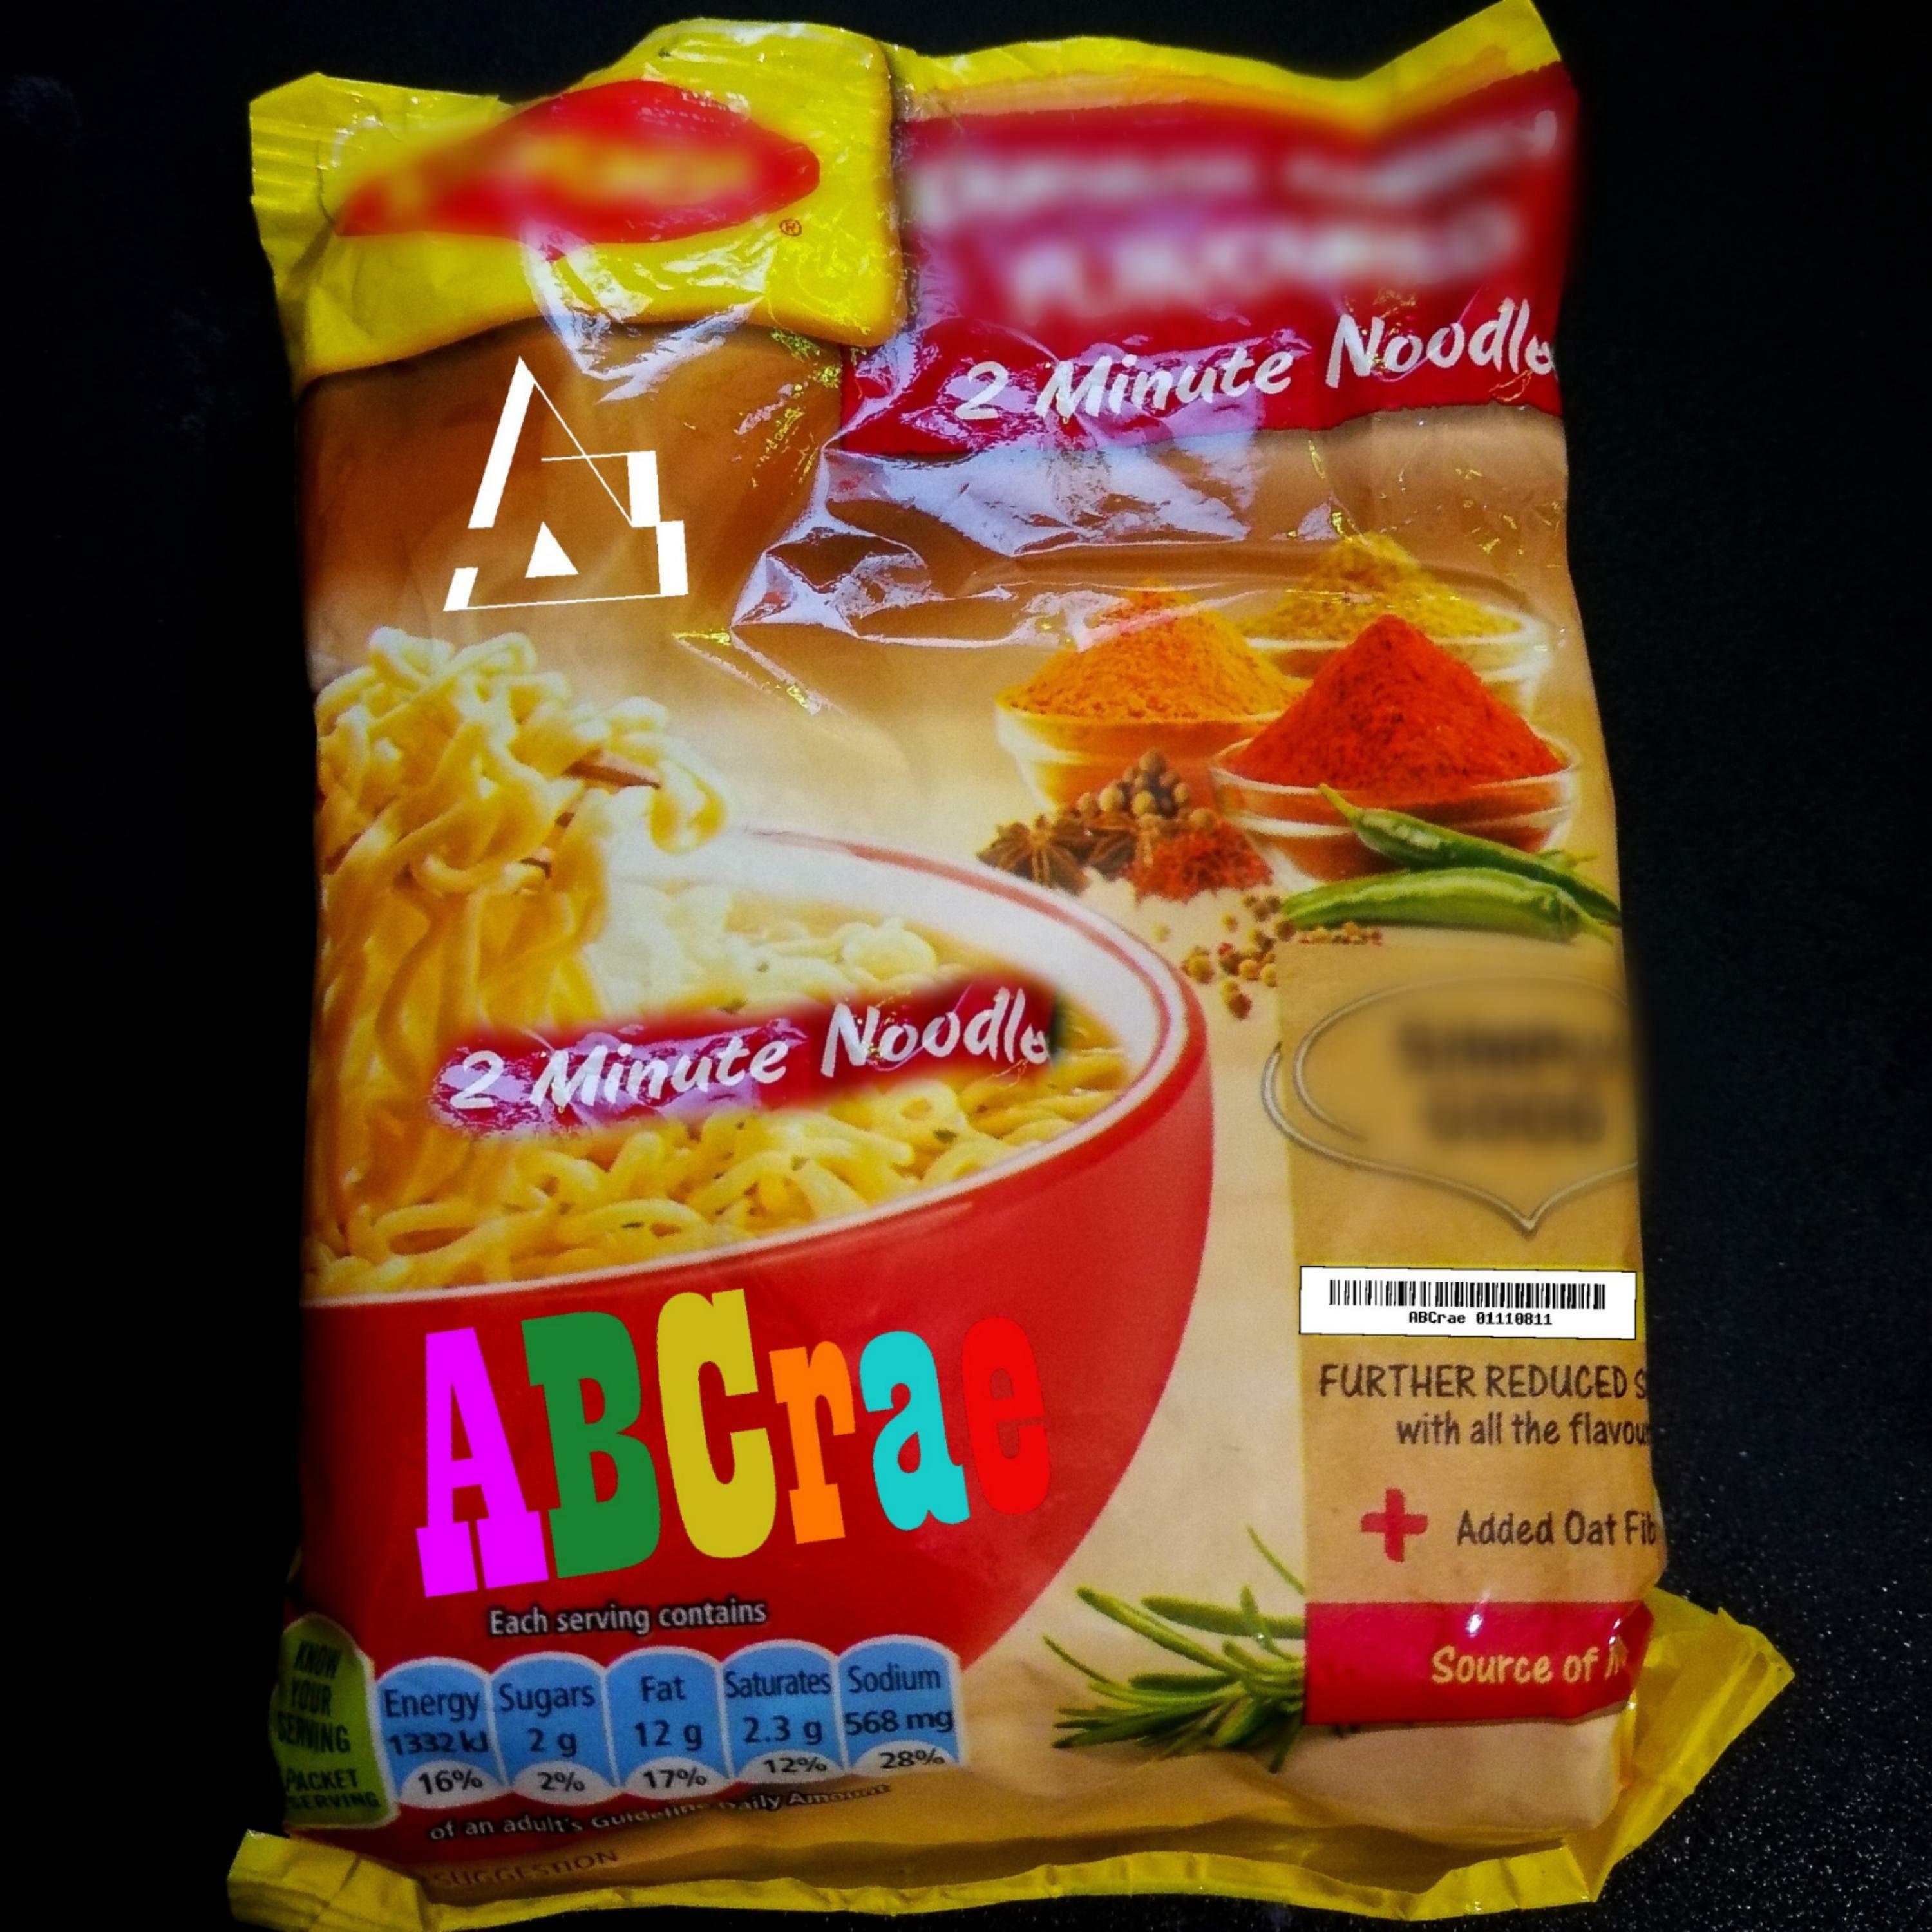 ®
2 Minute Noodle
2 Minute Noodle
ABCrae 01110811
FURTHER REDUCED S
with all the flavour
+ Added Oat Fib
ABCrae
Source of
Each serving contains
KNOW
YOUR
SERVING
PACKET
SERVING
Energy
1332 kJ
16%
Sugars
2 g
2%
Fat
12 g
17%
Saturates
2.3 g
12%
Sodium
568 mg
28%
of an adult's Guideline Daily Amount
SUGGESTION